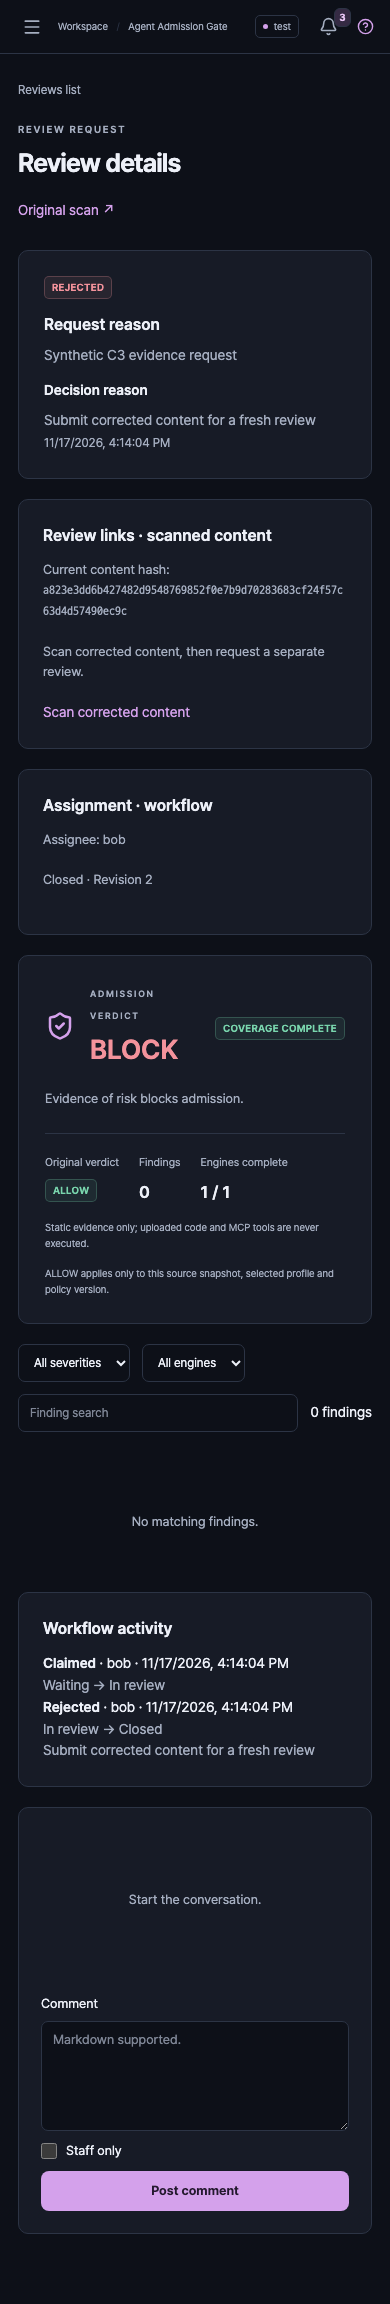 Workspace / Agent Admission Gate
test
3
Reviews list
REVIEW REQUEST
Review details
Original scan ↗
REJECTED
Request reason
Synthetic C3 evidence request
Decision reason
Submit corrected content for a fresh review
11/17/2026, 4:14:04 PM
Review links · scanned content
Current content hash:
a823e3dd6b427482d9548769852f0e7b9d70283683cf24f57c
63d4d57490ec9c
Scan corrected content, then request a separate
review.
Scan corrected content
Assignment · workflow
Assignee: bob
Closed · Revision 2
ADMISSION
VERDICT
BLOCK
COVERAGE COMPLETE
Evidence of risk blocks admission.
Original verdict
Findings
Engines complete
ALLOW
0
1 / 1
Static evidence only; uploaded code and MCP tools are never
executed.
ALLOW applies only to this source snapshot, selected profile and
policy version.
All severities
All engines
Finding search
0 findings
No matching findings.
Workflow activity
Claimed · bob · 11/17/2026, 4:14:04 PM
Waiting → In review
Rejected · bob · 11/17/2026, 4:14:04 PM
In review → Closed
Submit corrected content for a fresh review
Start the conversation.
Comment
Markdown supported.
Staff only
Post comment